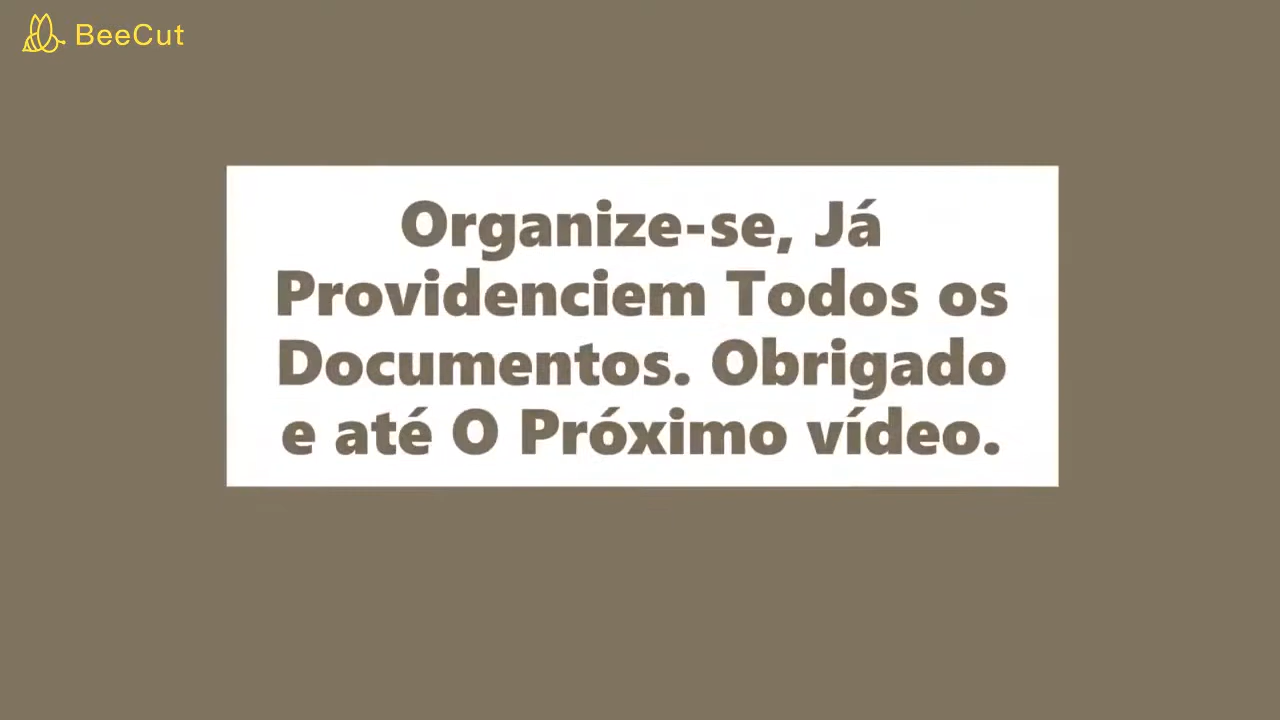 BeeCut
Organize-se, Já
Providenciem Todos os
Documentos. Obrigado
e até O Próximo vídeo.